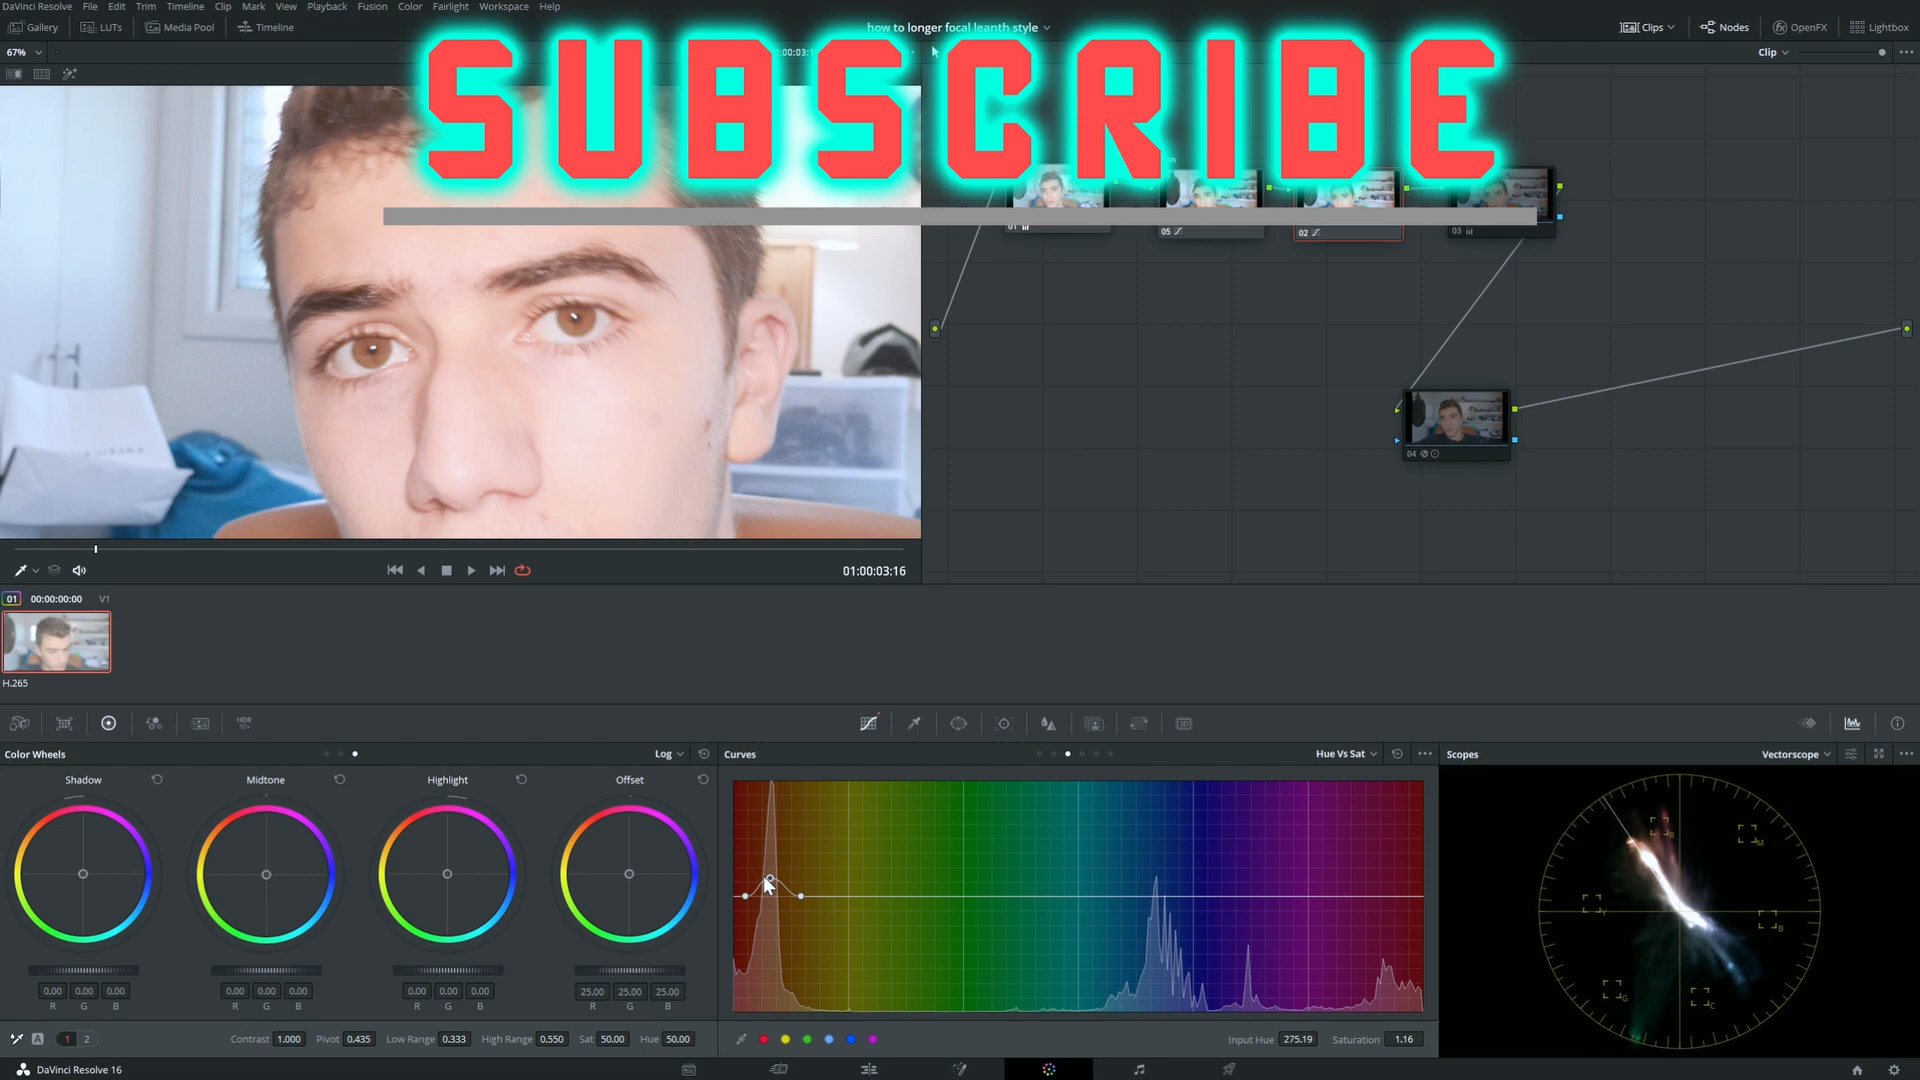 DaVinci Resolve File Edit Trim Timeline Clip Mark View Playback Fusion Color Fairlight Workspace Help
Gallery LUTs Media Pool Timeline how to longer focal leanth style Clips Nodes OpenFX Lightbox
67% Clip
SUBSCRIBE
01 05 02 03
04
01:00:03:16
01 00:00:00:00 V1
H.265
Color Wheels Log Curves Hue Vs Sat Scopes Vectorscope
Shadow Midtone Highlight Offset
R M Y B G C
0.00 0.00 0.00 0.00 0.00 0.00 0.00 0.00 0.00 25.00 25.00 25.00
R G B R G B R G B R G B
A 1 2 Contrast 1.000 Pivot 0.435 Low Range 0.333 High Range 0.550 Sat 50.00 Hue 50.00 Input Hue 275.19 Saturation 1.16
DaVinci Resolve 16